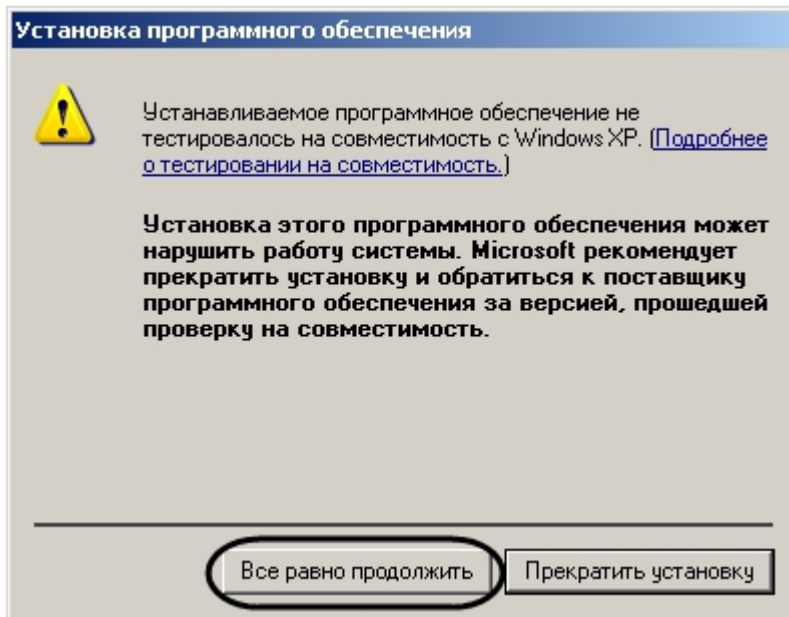 Установка программного обеспечения
Устанавливаемое программное обеспечение не
тестировалось на совместимость с Windows XP. (Подробнее
о тестировании на совместимость.)
Установка этого программного обеспечения может
нарушить работу системы. Microsoft рекомендует
прекратить установку и обратиться к поставщику
программного обеспечения за версией, прошедшей
проверку на совместимость.
Все равно продолжить
Прекратить установку